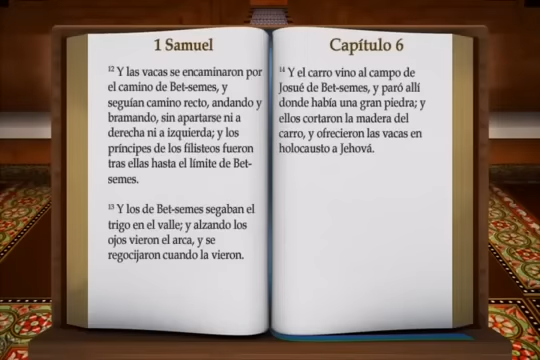 1 Samuel
12 Y las vacas se encaminaron por
el camino de Bet-semes, y
seguían camino recto, andando y
bramando, sin apartarse ni a
derecha ni a izquierda; y los
príncipes de los filisteos fueron
tras ellas hasta el límite de Bet-
semes.
13 Y los de Bet-semes segaban el
trigo en el valle; y alzando los
ojos vieron el arca, y se
regocijaron cuando la vieron.
Capítulo 6
14 Y el carro vino al campo de
Josué de Bet-semes, y paró allí
donde había una gran piedra; y
ellos cortaron la madera del
carro, y ofrecieron las vacas en
holocausto a Jehová.